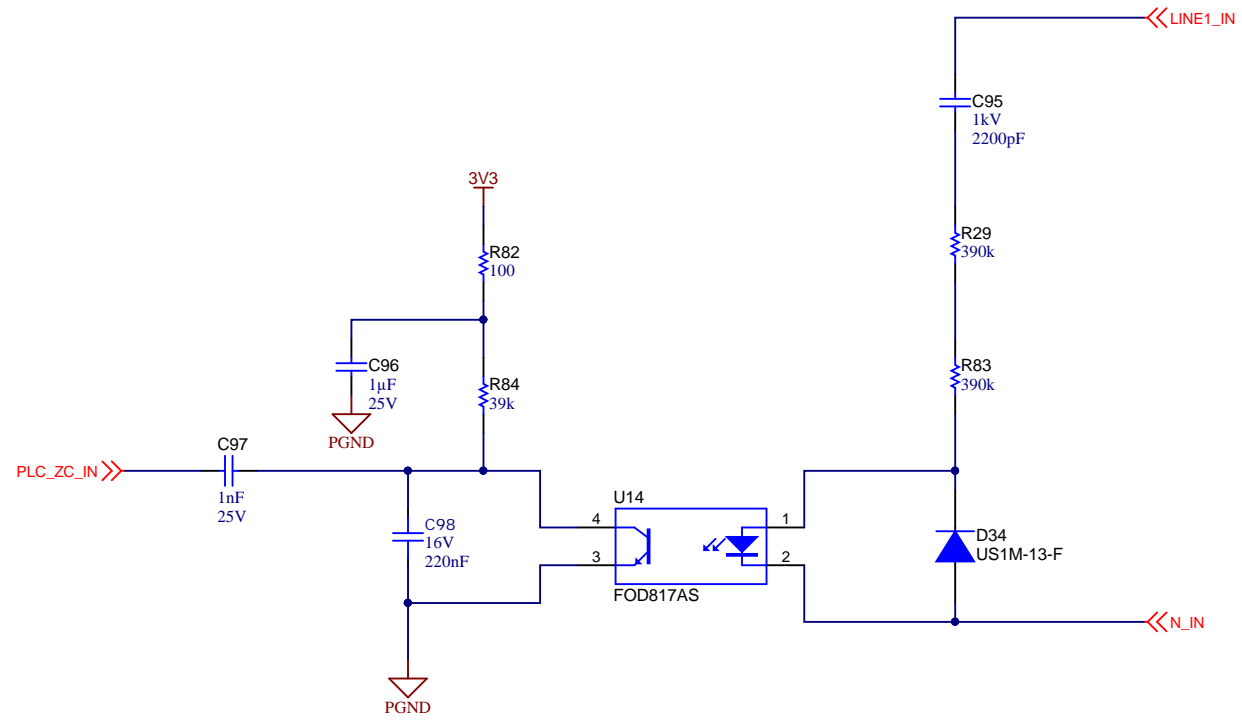 LINE1_IN
C95
1kV
2200pF
3V3
R82
100
R29
390k
C96
1µF
25V
R84
39k
R83
390k
PGND
C97
PLC_ZC_IN
1nF
25V
U14
C98
16V
220nF
4
3
1
2
D34
US1M-13-F
FOD817AS
N_IN
PGND